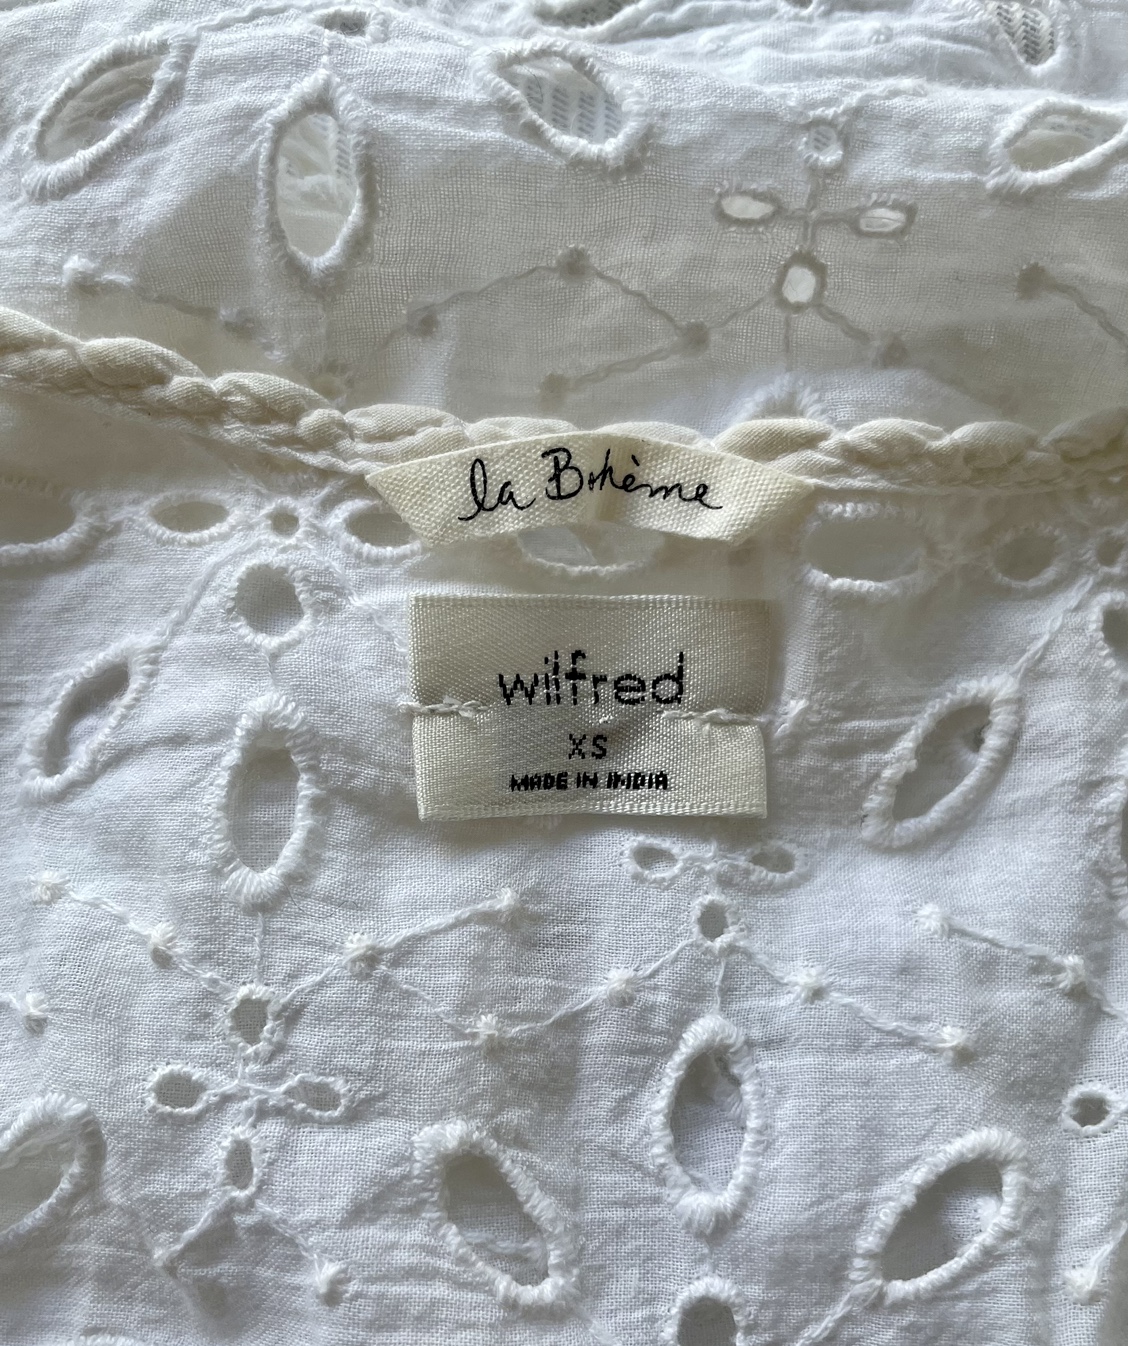 la Bohème
wilfred
XS
MADE IN INDIA